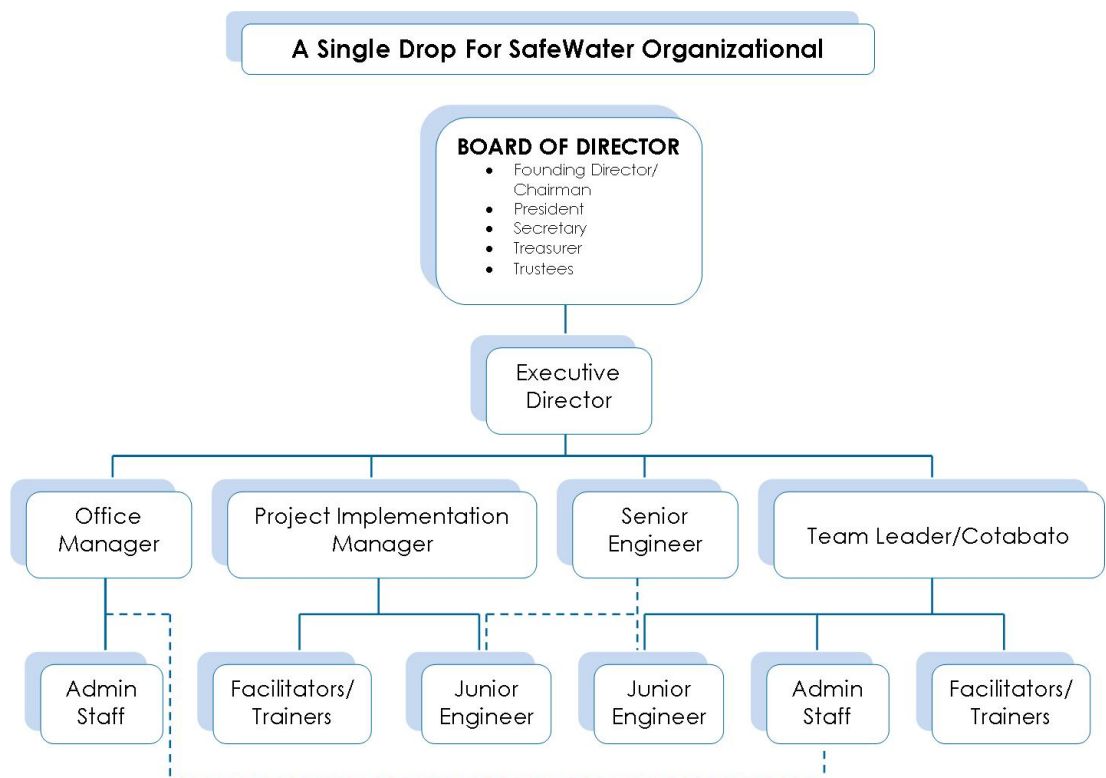 A Single Drop For SafeWater Organizational
BOARD OF DIRECTOR
● Founding Director/
Chairman
● President
● Secretary
● Treasurer
● Trustees
Executive
Director
Office
Manager
Project Implementation
Manager
Senior
Engineer
Team Leader/Cotabato
Admin
Staff
Facilitators/
Trainers
Junior
Engineer
Junior
Engineer
Admin
Staff
Facilitators/
Trainers